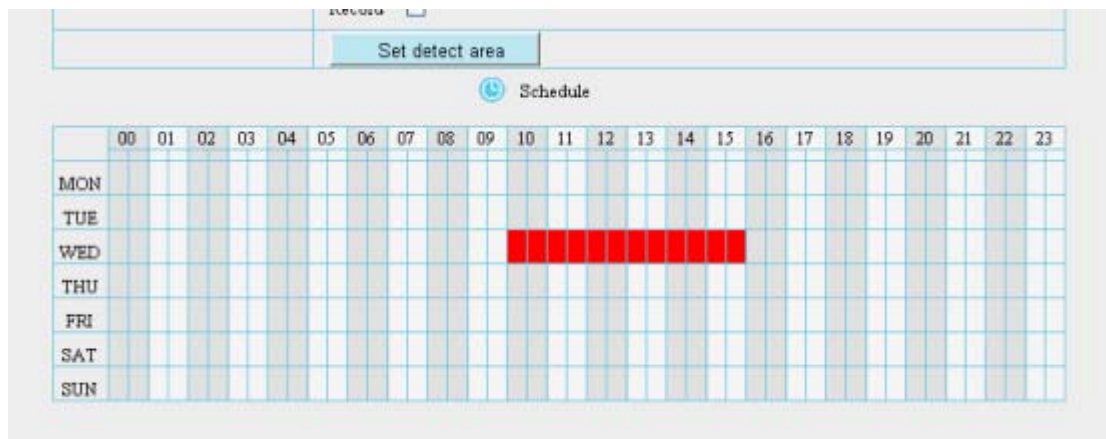 Record
Set detect area
Schedule
00 01 02 03 04 05 06 07 08 09 10 11 12 13 14 15 16 17 18 19 20 21 22 23
MON
TUE
WED
THU
FRI
SAT
SUN